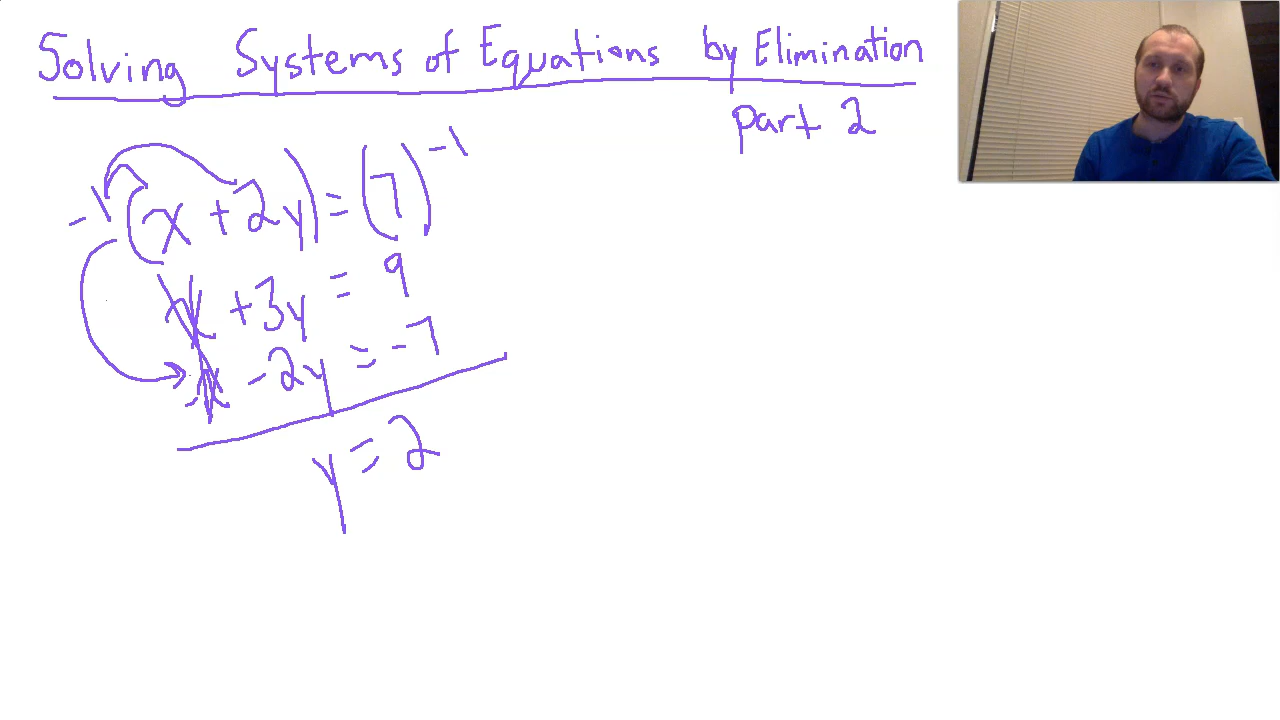 Solving Systems of Equations by Elimination
part 2
-1(x + 2y) = (7)-1
x + 3y = 9
-x - 2y = -7
y = 2